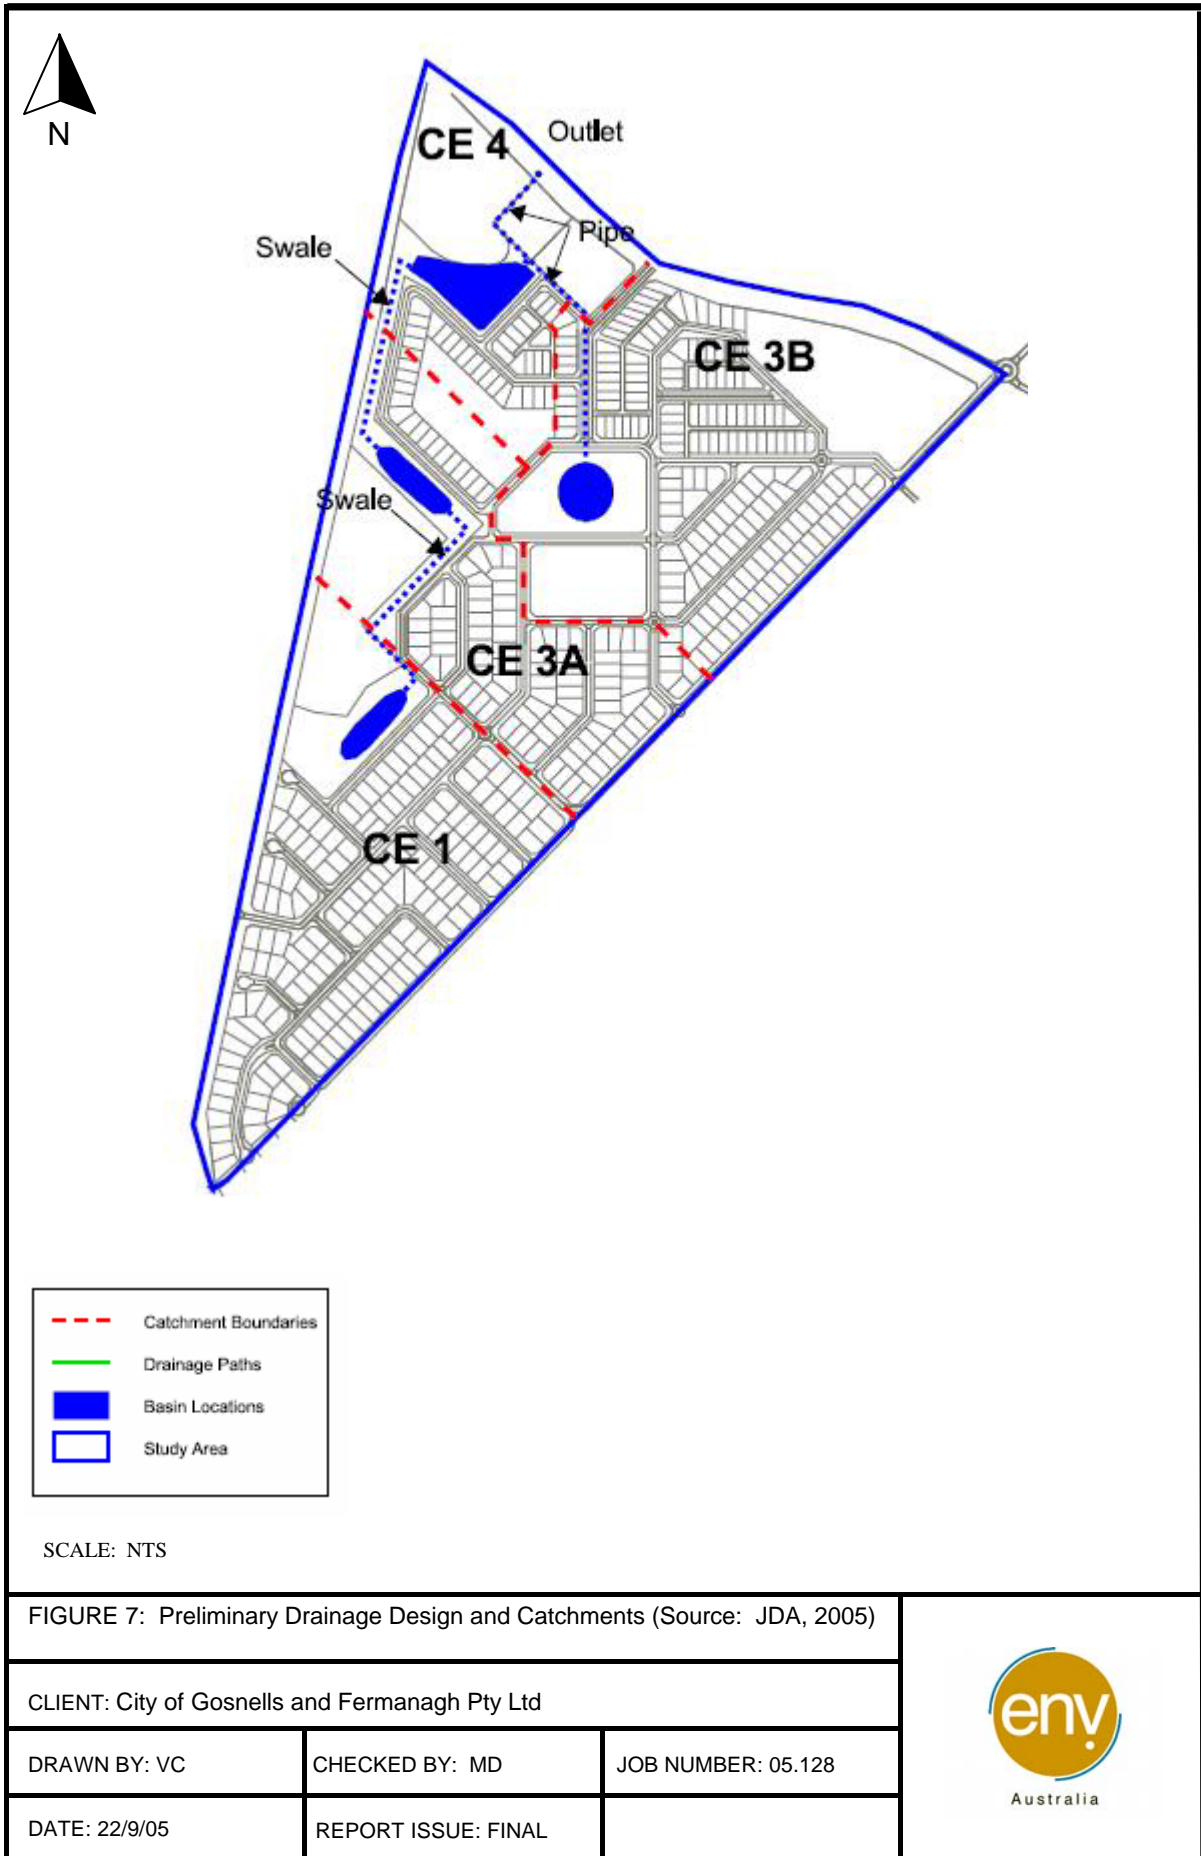 N
CE 4
Outlet
Pipe
Swale
CE 3B
Swale
CE 3A
CE 1
Catchment Boundaries
Drainage Paths
Basin Locations
Study Area
SCALE: NTS
FIGURE 7: Preliminary Drainage Design and Catchments (Source: JDA, 2005)
CLIENT: City of Gosnells and Fermanagh Pty Ltd
DRAWN BY: VC
CHECKED BY: MD
JOB NUMBER: 05.128
DATE: 22/9/05
REPORT ISSUE: FINAL
env
Australia